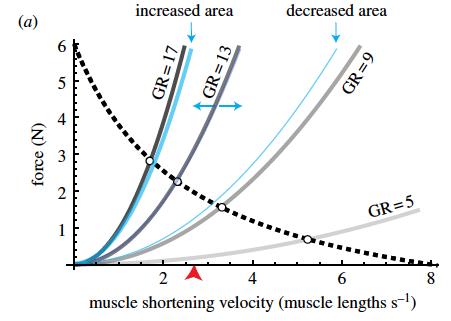 (a)
increased area
decreased area
6
5
4
3
2
1
force (N)
GR=17
GR=13
GR=9
GR=5
2
4
6
8
muscle shortening velocity (muscle lengths s⁻¹)